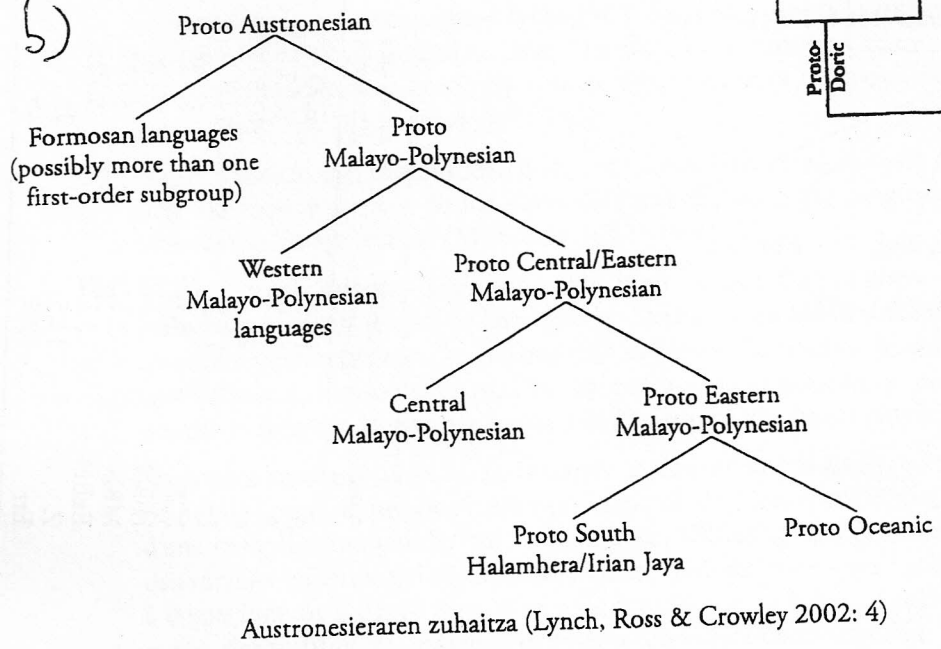 b)
Proto Austronesian
Proto-
Doric
Formosan languages
(possibly more than one
first-order subgroup)
Proto
Malayo-Polynesian
Western
Malayo-Polynesian
languages
Proto Central/Eastern
Malayo-Polynesian
Central
Malayo-Polynesian
Proto Eastern
Malayo-Polynesian
Proto South
Halamhera/Irian Jaya
Proto Oceanic
Austronesieraren zuhaitza (Lynch, Ross & Crowley 2002: 4)